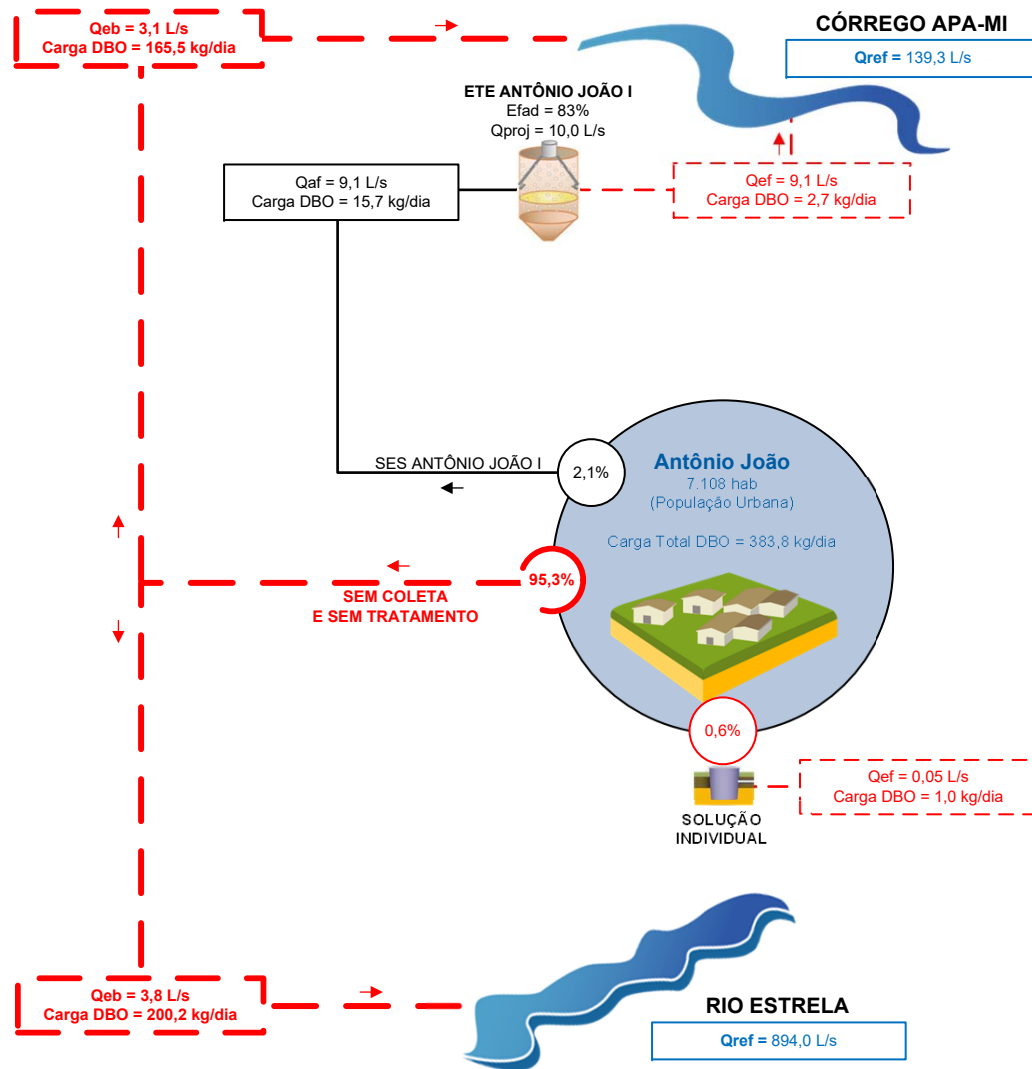 Qeb = 3,1 L/s
Carga DBO = 165,5 kg/dia
CÓRREGO APA-MI
Qref = 139,3 L/s
ETE ANTÔNIO JOÃO I
Efad = 83%
Qproj = 10,0 L/s
Qaf = 9,1 L/s
Carga DBO = 15,7 kg/dia
Qef = 9,1 L/s
Carga DBO = 2,7 kg/dia
SES ANTÔNIO JOÃO I
2,1%
Antônio João
7.108 hab
(População Urbana)
Carga Total DBO = 383,8 kg/dia
95,3%
SEM COLETA
E SEM TRATAMENTO
0,6%
Qef = 0,05 L/s
Carga DBO = 1,0 kg/dia
SOLUÇÃO
INDIVIDUAL
Qeb = 3,8 L/s
Carga DBO = 200,2 kg/dia
RIO ESTRELA
Qref = 894,0 L/s